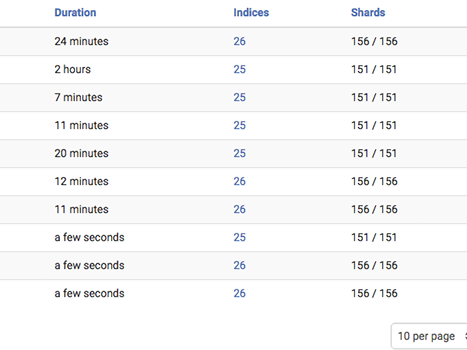 Duration Indices Shards
24 minutes 26 156 / 156
2 hours 25 151 / 151
7 minutes 25 151 / 151
11 minutes 25 151 / 151
20 minutes 25 151 / 151
12 minutes 26 156 / 156
11 minutes 26 156 / 156
a few seconds 25 151 / 151
a few seconds 26 156 / 156
a few seconds 26 156 / 156
10 per page